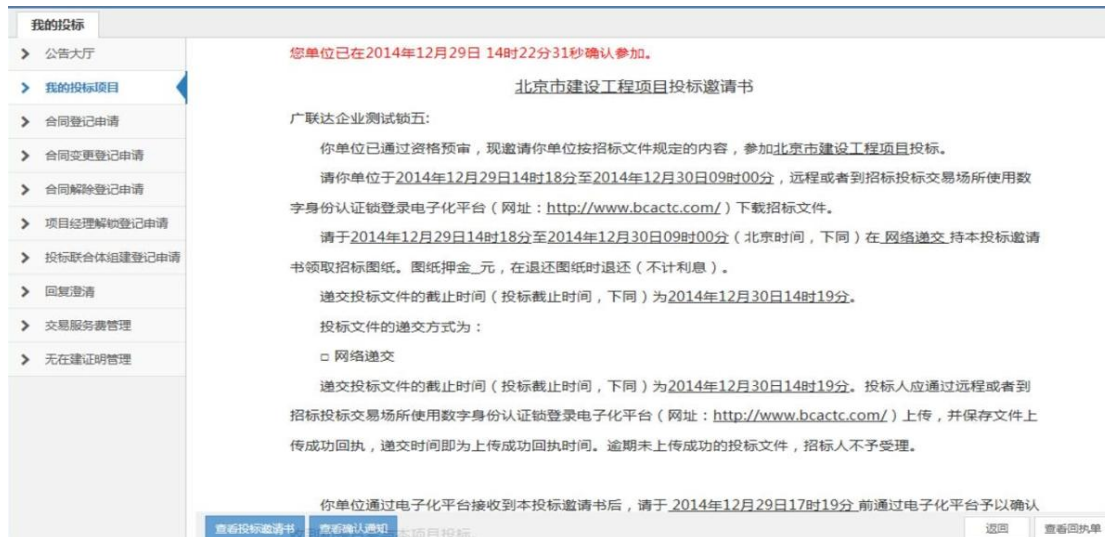 我的投标
公告大厅
我的投标项目
合同登记申请
合同变更登记申请
合同解除登记申请
项目经理解锁登记申请
投标联合体组建登记申请
回复澄清
交易服务费管理
无在建证明管理
您单位已在2014年12月29日 14时22分31秒确认参加。
北京市建设工程项目投标邀请书
广联达企业测试锁五:
你单位已通过资格预审，现邀请你单位按招标文件规定的内容，参加北京市建设工程项目投标。
请你单位于2014年12月29日14时18分至2014年12月30日09时00分，远程或者到招标投标交易场所使用数
字身份认证锁登录电子化平台（网址：http://www.bcactc.com/）下载招标文件。
请于2014年12月29日14时18分至2014年12月30日09时00分（北京时间，下同）在 网络递交 持本投标邀请
书领取招标图纸。图纸押金_元，在退还图纸时退还（不计利息）。
递交投标文件的截止时间（投标截止时间，下同）为2014年12月30日14时19分。
投标文件的递交方式为：
□ 网络递交
递交投标文件的截止时间（投标截止时间，下同）为2014年12月30日14时19分。投标人应通过远程或者到
招标投标交易场所使用数字身份认证锁登录电子化平台（网址：http://www.bcactc.com/）上传，并保存文件上
传成功回执，递交时间即为上传成功回执时间。逾期未上传成功的投标文件，招标人不予受理。
你单位通过电子化平台接收到本投标邀请书后，请于 2014年12月29日17时19分 前通过电子化平台予以确认
本项目投标
查看投标邀请书 查看确认通知 返回 查看回执单